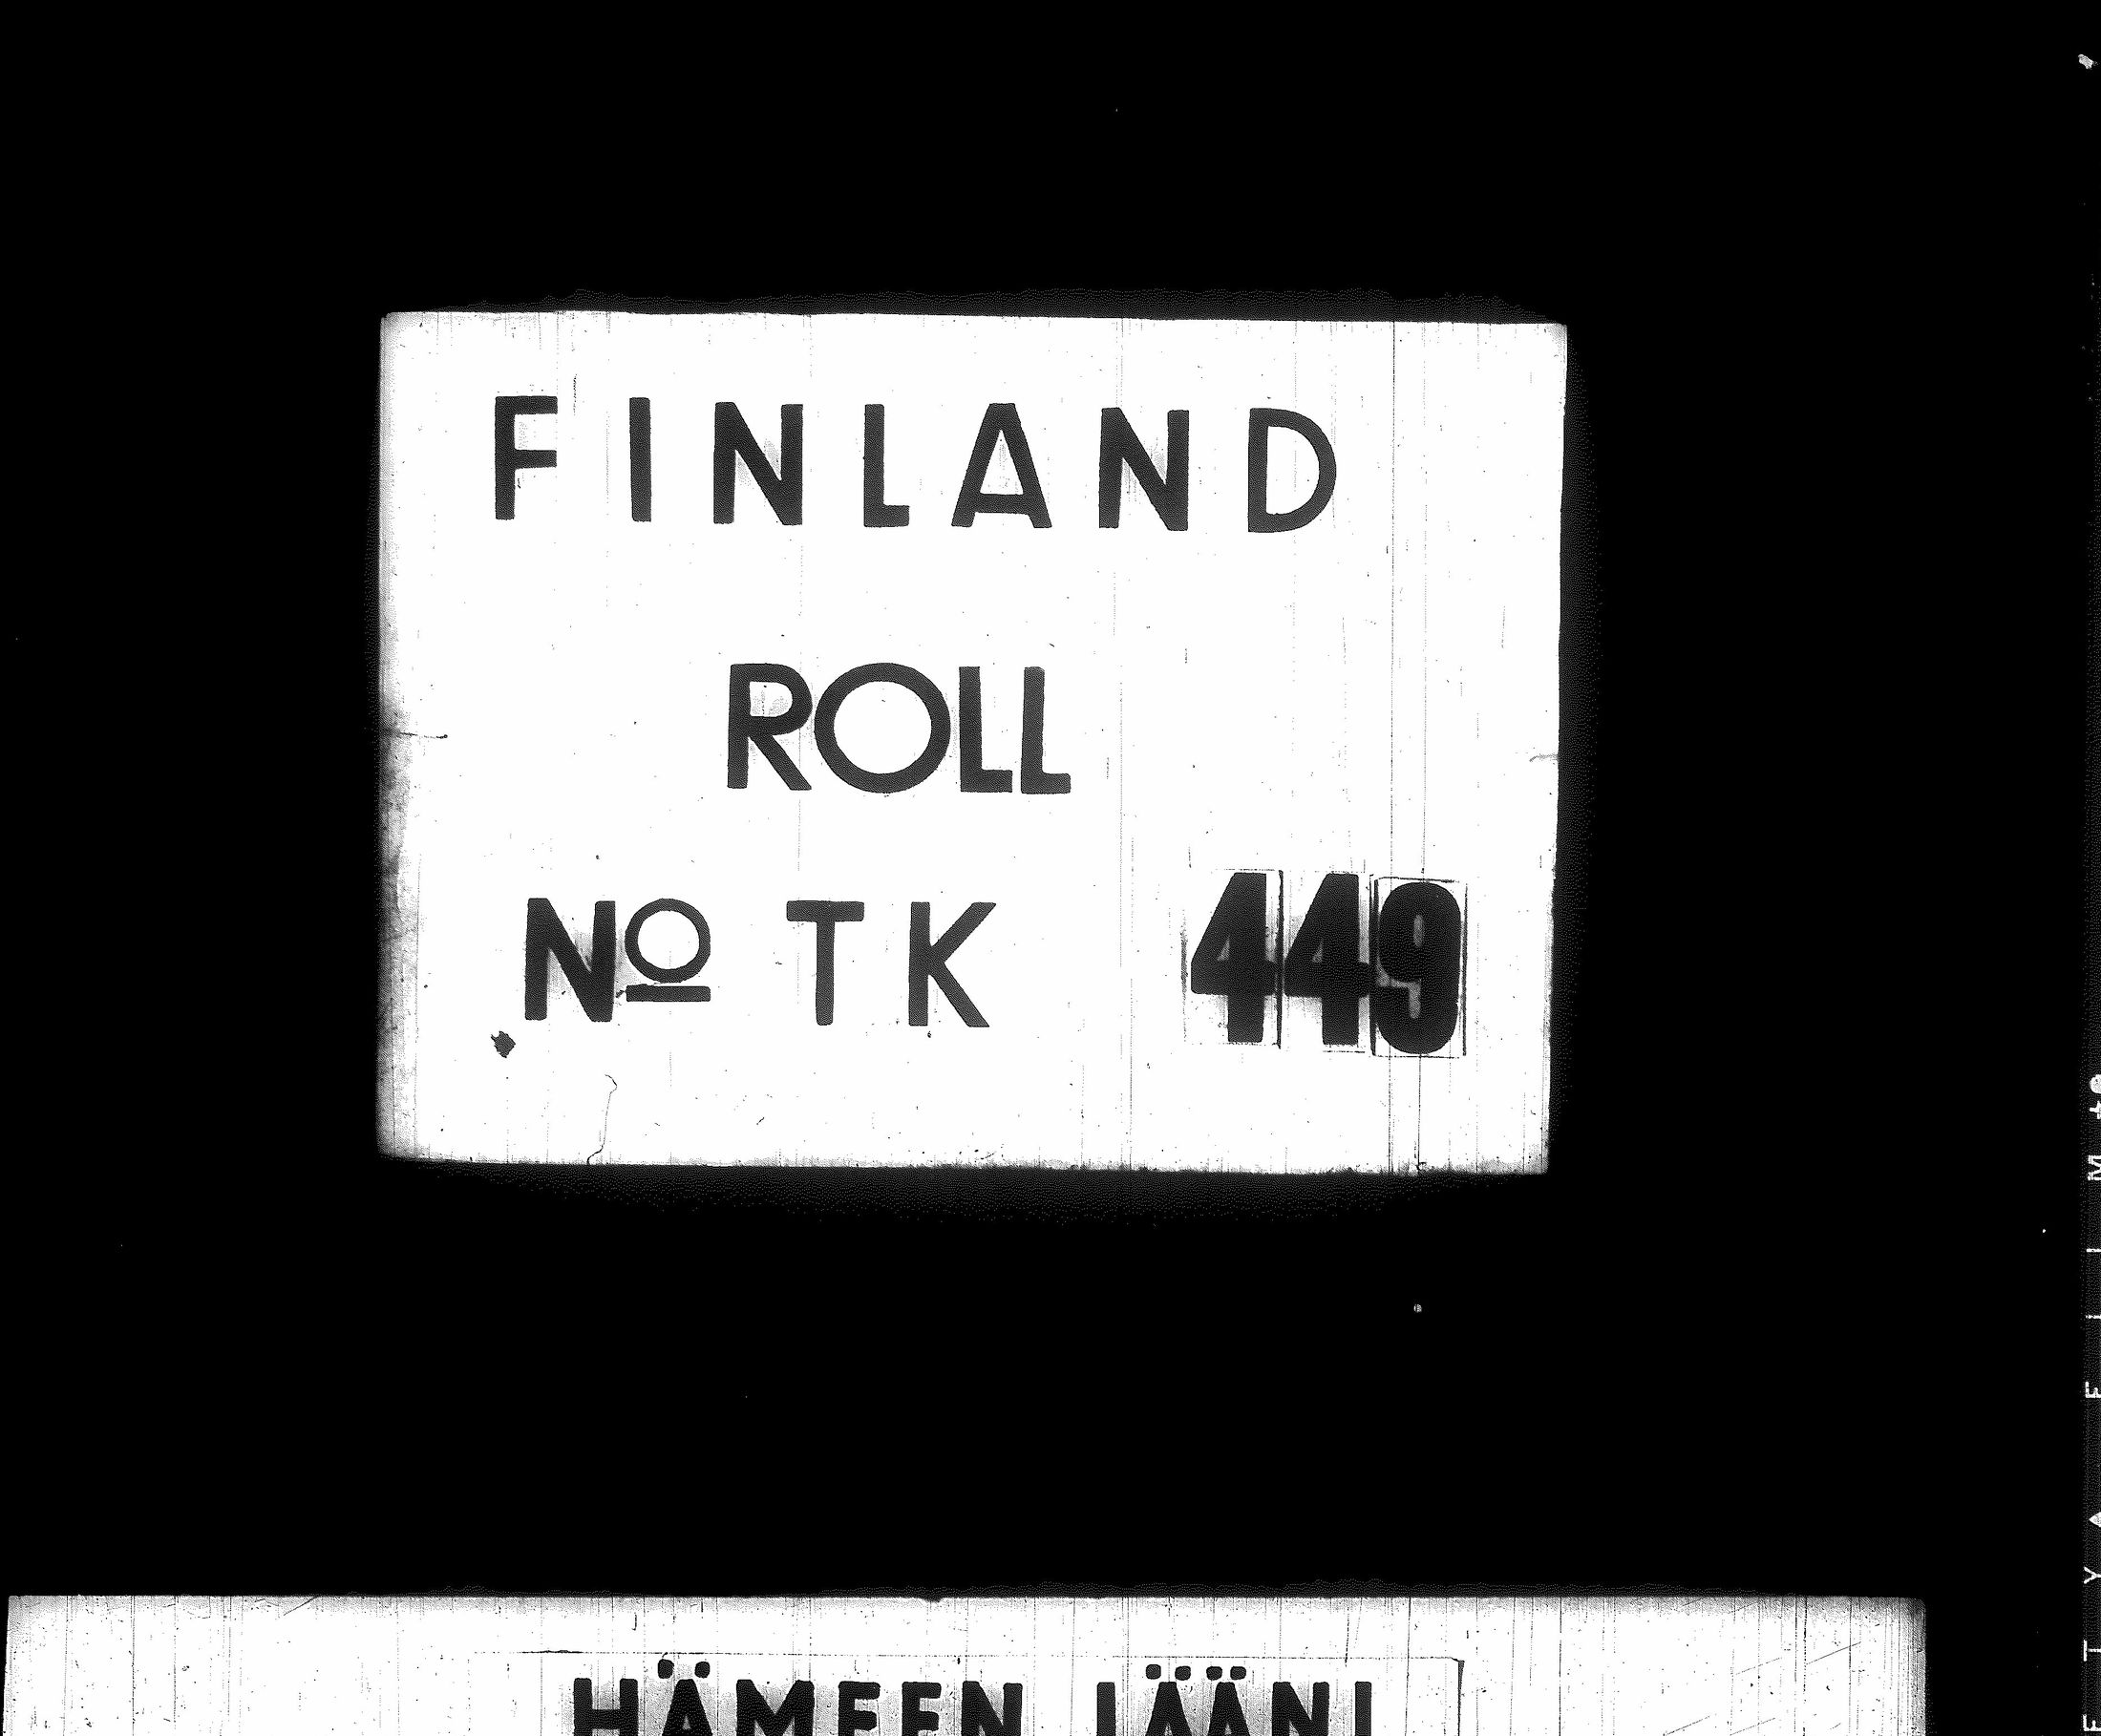 FINLAND
ROLL
Nº TK 449
HÄMEEN LÄÄNI